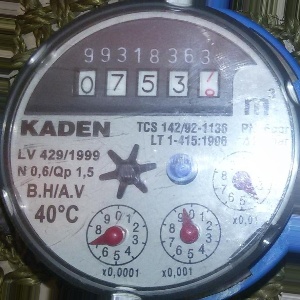 99318363
0753
m³
KADEN
TCS 142/92-1136
LT 1-415:1996
LV 429/1999
N 0,6/Qp 1,5
B.H/A.V
40°C
x0,01
x0,0001
x0,001